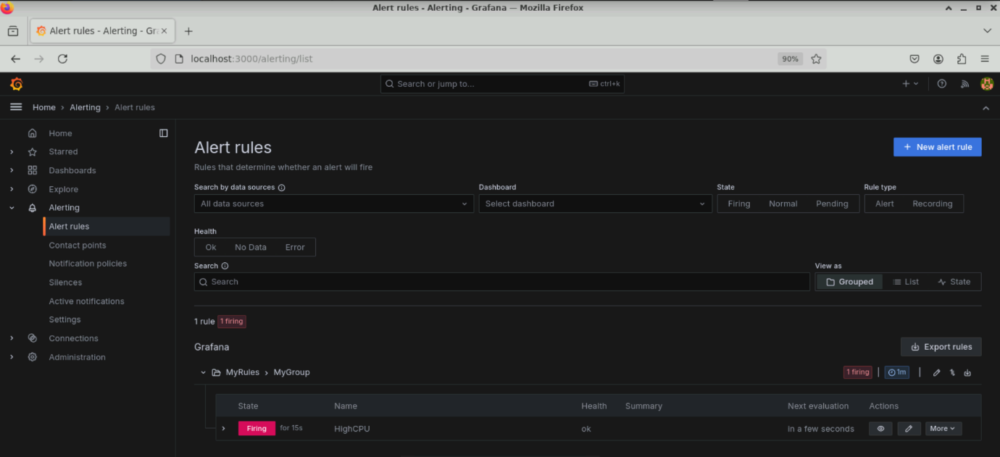 Alert rules - Alerting - Grafana — Mozilla Firefox
Alert rules - Alerting - Gr
localhost:3000/alerting/list
90%
Search or jump to...
ctrl+k
Home › Alerting › Alert rules
Home
Starred
Dashboards
Explore
Alerting
Alert rules
Contact points
Notification policies
Silences
Active notifications
Settings
Connections
Administration
Alert rules
New alert rule
Rules that determine whether an alert will fire
Search by data sources
All data sources
Dashboard
Select dashboard
State
Firing Normal Pending
Rule type
Alert Recording
Health
Ok No Data Error
Search
Search
View as
Grouped List State
1 rule 1 firing
Grafana
Export rules
MyRules › MyGroup
1 firing | 1m |
State Name Health Summary Next evaluation Actions
Firing for 15s HighCPU ok In a few seconds More